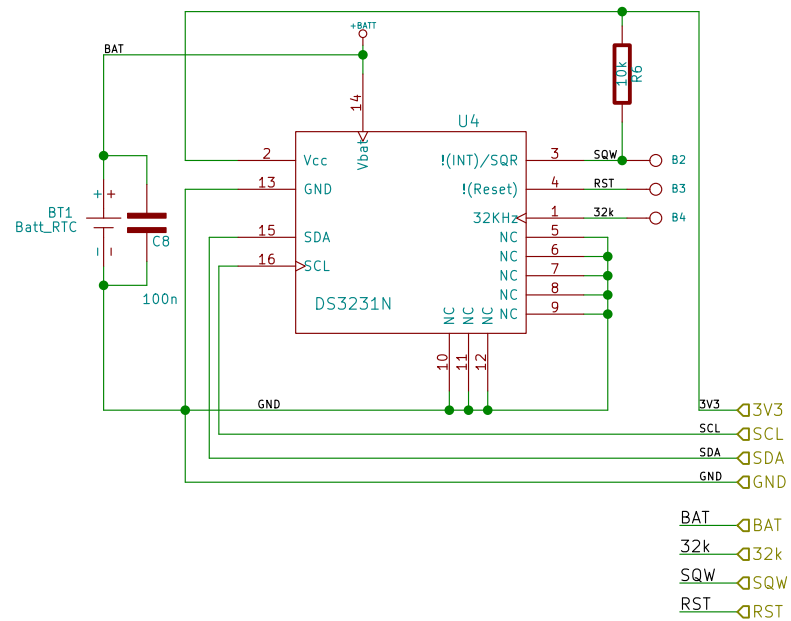 +BATT
BAT
10k
R6
14
U4
Vbat
2
Vcc
!(INT)/SQR
3
SQW
B2
13
GND
!(Reset)
4
RST
B3
+ +
BT1
Batt_RTC
C8
100n
32KHz
1
32k
B4
15
SDA
NC
5
NC
6
16
SCL
NC
7
NC
8
DS3231N
NC
9
NC
NC
NC
10
11
12
GND
3V3
3V3
SCL
SCL
SDA
SDA
GND
GND
BAT
BAT
32k
32k
SQW
SQW
RST
RST